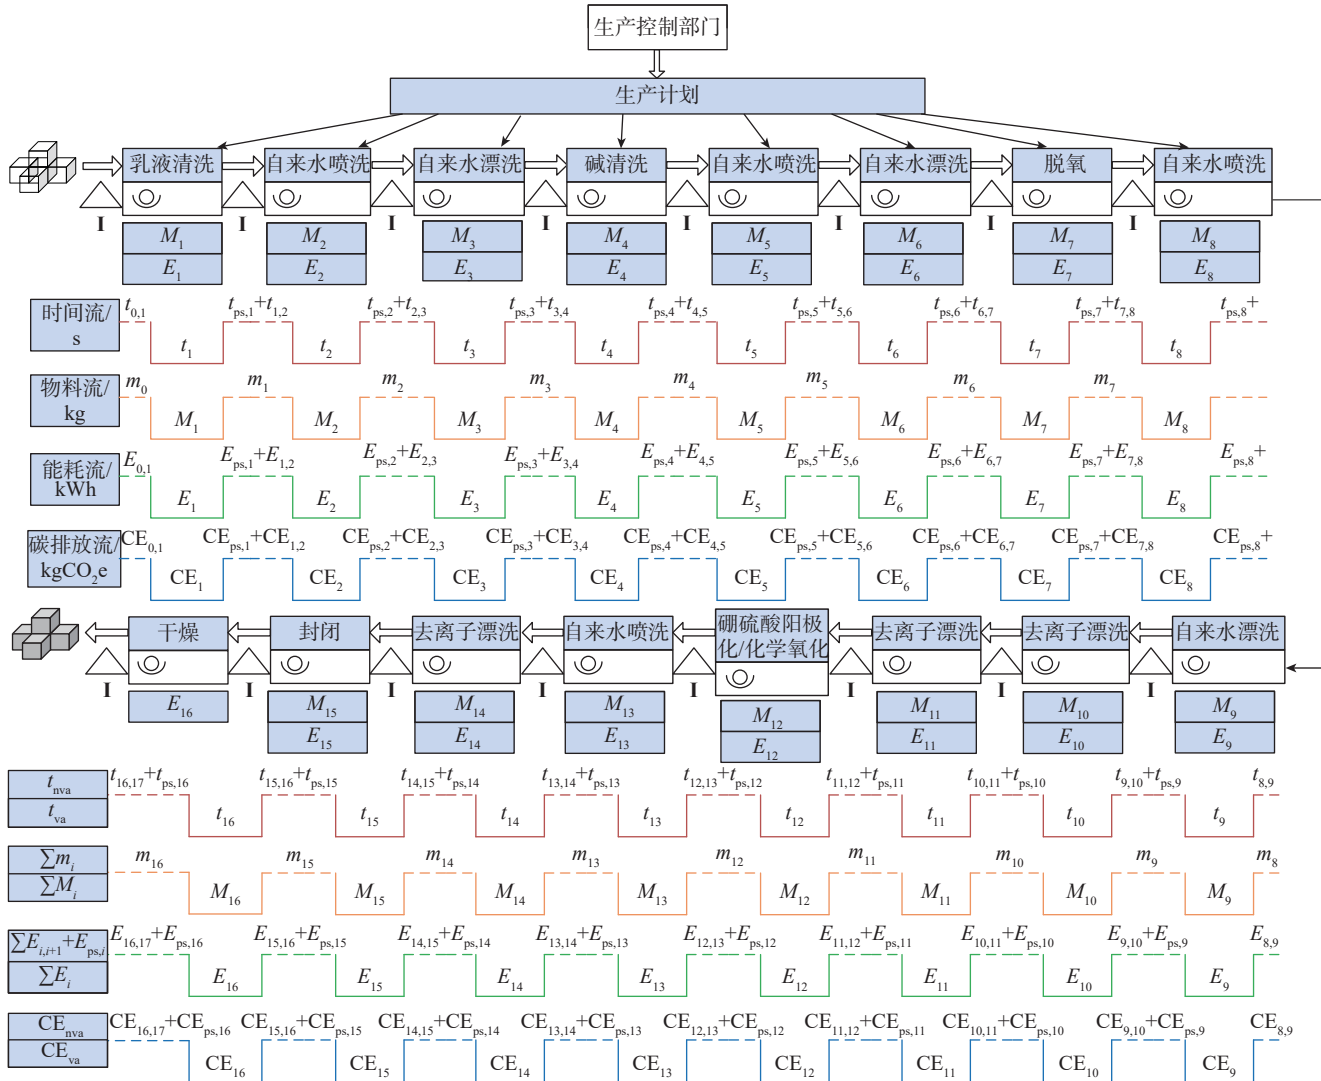 生产控制部门
生产计划
乳液清洗 自来水喷洗 自来水漂洗 碱清洗 自来水喷洗 自来水漂洗 脱氧 自来水喷洗
I I I I I I I I
M1 M2 M3 M4 M5 M6 M7 M8
E1 E2 E3 E4 E5 E6 E7 E8
时间流/
s
t0,1 tps,1+t1,2 tps,2+t2,3 tps,3+t3,4 tps,4+t4,5 tps,5+t5,6 tps,6+t6,7 tps,7+t7,8 tps,8+
t1 t2 t3 t4 t5 t6 t7 t8
物料流/
kg
m0 m1 m2 m3 m4 m5 m6 m7
M1 M2 M3 M4 M5 M6 M7 M8
能耗流/
kWh
E0,1 Eps,1+E1,2 Eps,2+E2,3 Eps,3+E3,4 Eps,4+E4,5 Eps,5+E5,6 Eps,6+E6,7 Eps,7+E7,8 Eps,8+
E1 E2 E3 E4 E5 E6 E7 E8
碳排放流/
kgCO2e
CE0,1 CEps,1+CE1,2 CEps,2+CE2,3 CEps,3+CE3,4 CEps,4+CE4,5 CEps,5+CE5,6 CEps,6+CE6,7 CEps,7+CE7,8 CEps,8+
CE1 CE2 CE3 CE4 CE5 CE6 CE7 CE8
干燥 封闭 去离子漂洗 自来水喷洗 硼硫酸阳极 去离子漂洗 去离子漂洗 自来水漂洗
化/化学氧化
I I I I I I I I
E16 M15 M14 M13 M12 M11 M10 M9
E15 E14 E13 E12 E11 E10 E9
tnva
tva
t16,17+tps,16 t15,16+tps,15 t14,15+tps,14 t13,14+tps,13 t12,13+tps,12 t11,12+tps,11 t10,11+tps,10 t9,10+tps,9 t8,9
t16 t15 t14 t13 t12 t11 t10 t9
∑mi
∑Mi
m16 m15 m14 m13 m12 m11 m10 m9 m8
M16 M15 M14 M13 M12 M11 M10 M9
∑Ei,i+1+Eps,i
∑Ei
E16,17+Eps,16 E15,16+Eps,15 E14,15+Eps,14 E13,14+Eps,13 E12,13+Eps,12 E11,12+Eps,11 E10,11+Eps,10 E9,10+Eps,9 E8,9
E16 E15 E14 E13 E12 E11 E10 E9
CEnva
CEva
CE16,17+CEps,16 CE15,16+CEps,15 CE14,15+CEps,14 CE13,14+CEps,13 CE12,13+CEps,12 CE11,12+CEps,11 CE10,11+CEps,10 CE9,10+CEps,9 CE8,9
CE16 CE15 CE14 CE13 CE12 CE11 CE10 CE9